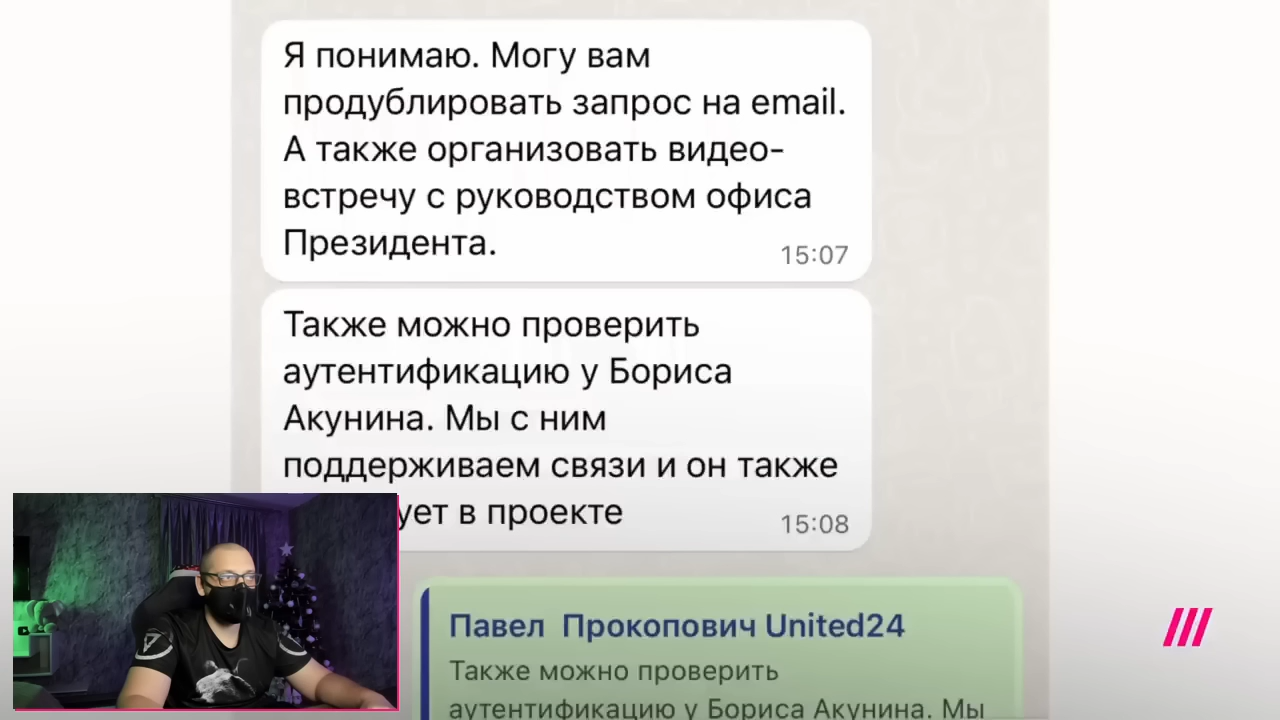 Я понимаю. Могу вам
продублировать запрос на email.
А также организовать видео-
встречу с руководством офиса
Президента.
15:07
Также можно проверить
аутентификацию у Бориса
Акунина. Мы с ним
поддерживаем связи и он также
ует в проекте
15:08
Павел Прокопович United24
Также можно проверить
аутентификацию у Бориса Акунина. Мы